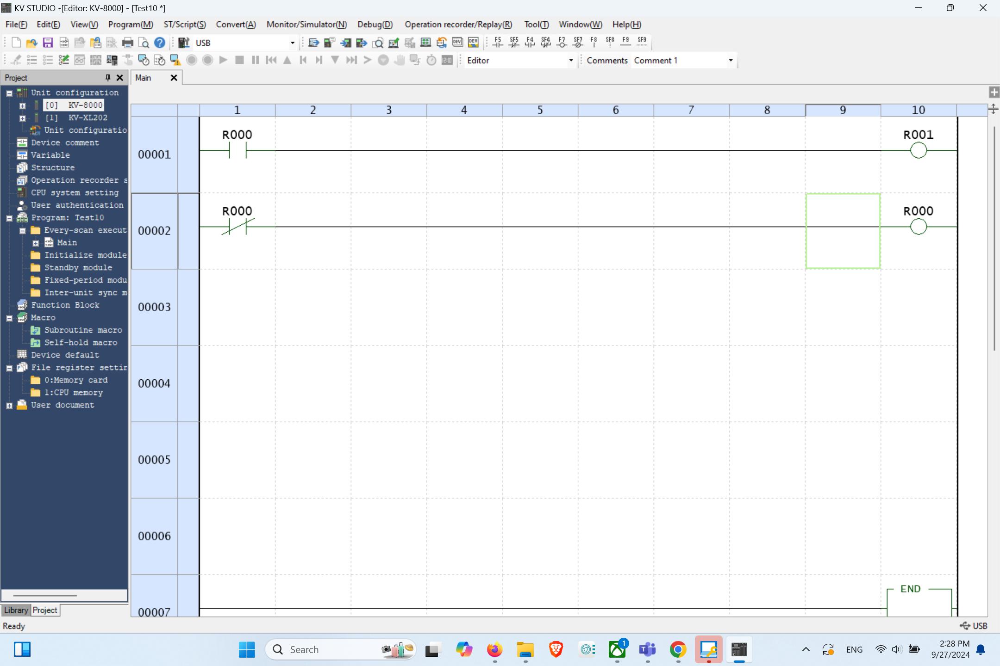 KV STUDIO -[Editor: KV-8000] - [Test10 *]
File(F) Edit(E) View(V) Program(M) ST/Script(S) Convert(A) Monitor/Simulator(N) Debug(D) Operation recorder/Replay(R) Tool(T) Window(W) Help(H)
USB DEV DEV F5 SF5 F4 SF4 F7 SF7 F8 SF8 F9 SF9
Editor Comments Comment 1
Project
Main
Unit configuration
[0] KV-8000
[1] KV-XL202
Unit configuratio
Device comment
Variable
Structure
Operation recorder s
CPU system setting
User authentication
Program: Test10
Every-scan execut
Main
Initialize module
Standby module
Fixed-period modu
Inter-unit sync m
Function Block
Macro
Subroutine macro
Self-hold macro
Device default
File register settin
0:Memory card
1:CPU memory
User document
Library Project
1 2 3 4 5 6 7 8 9 10
R000 R001
00001
R000 R000
00002
00003
00004
00005
00006
END
00007
Ready USB
Search
1
ENG
2:28 PM
9/27/2024